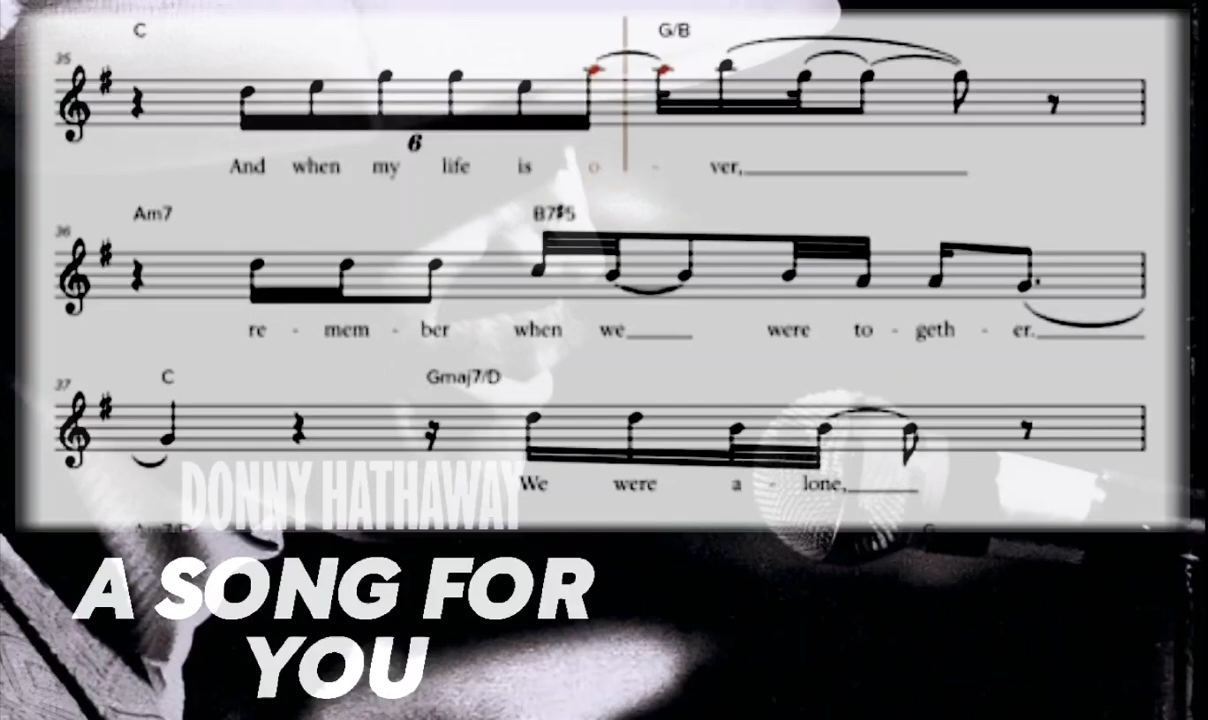 C G/B
35
6
And when my life is o - ver,
Am7 B7#5
36
re - mem - ber when we were to - geth - er.
C Gmaj7/D
37
We were a - lone,
DONNY HATHAWAY
A SONG FOR
YOU